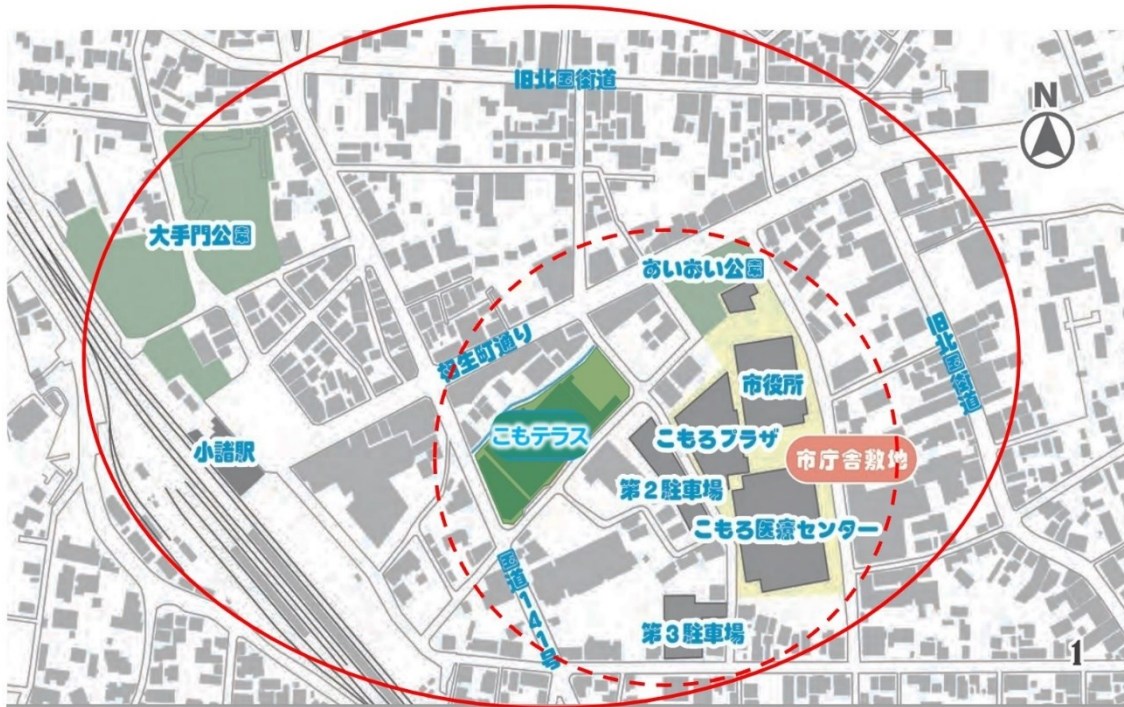 旧北国街道
N
大手門公園
あいおい公園
相生町通り
旧北国街道
市役所
こもテラス
こもろプラザ
小諸駅
市庁舎敷地
第2駐車場
こもろ医療センター
国道141号
第3駐車場
1